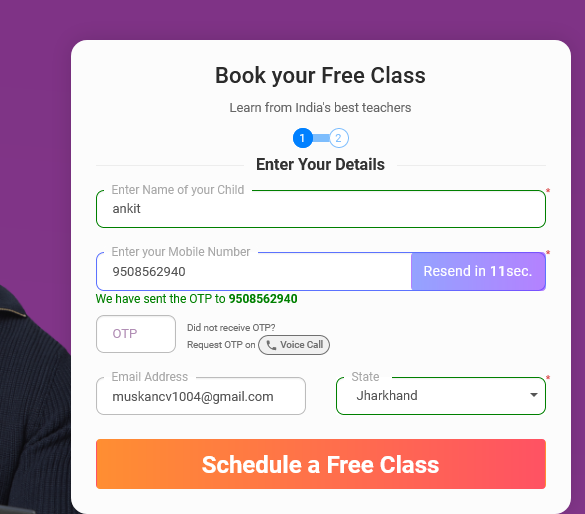 Book your Free Class
Learn from India's best teachers
1 2
Enter Your Details
Enter Name of your Child
*
ankit
Enter your Mobile Number
*
9508562940
Resend in 11sec.
We have sent the OTP to 9508562940
OTP
Did not receive OTP?
Request OTP on Voice Call
Email Address
muskancv1004@gmail.com
State
*
Jharkhand
Schedule a Free Class